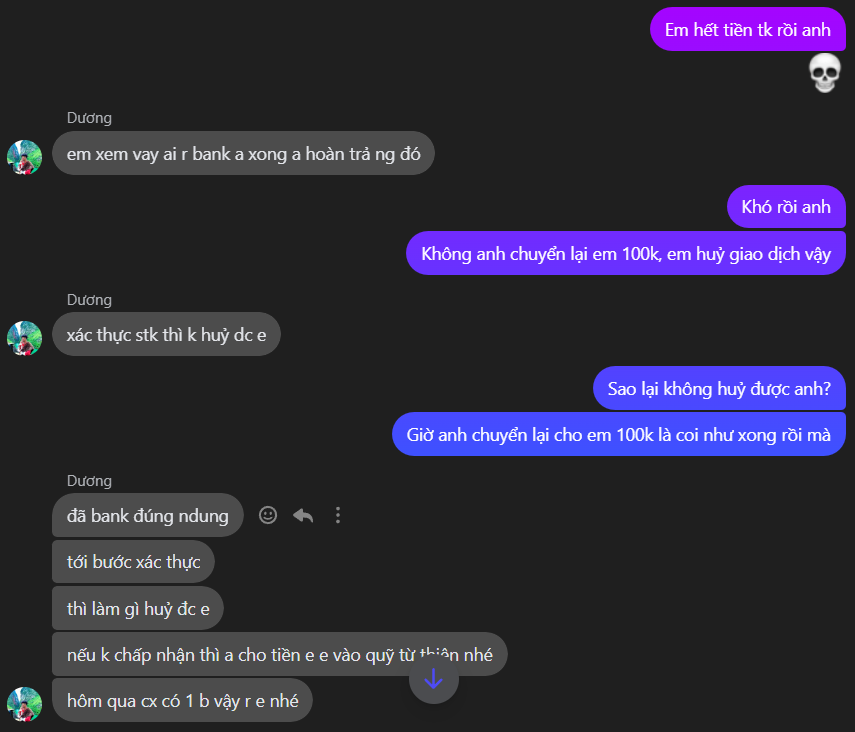 Em hết tiền tk rồi anh
Dương
em xem vay ai r bank a xong a hoàn trả ng đó
Khó rồi anh
Không anh chuyển lại em 100k, em huỷ giao dịch vậy
Dương
xác thực stk thì k huỷ dc e
Sao lại không huỷ được anh?
Giờ anh chuyển lại cho em 100k là coi như xong rồi mà
Dương
đã bank đúng ndung
tới bước xác thực
thì làm gì huỷ đc e
nếu k chấp nhận thì a cho tiền e e vào quỹ từ thiện nhé
hôm qua cx có 1 b vậy r e nhé